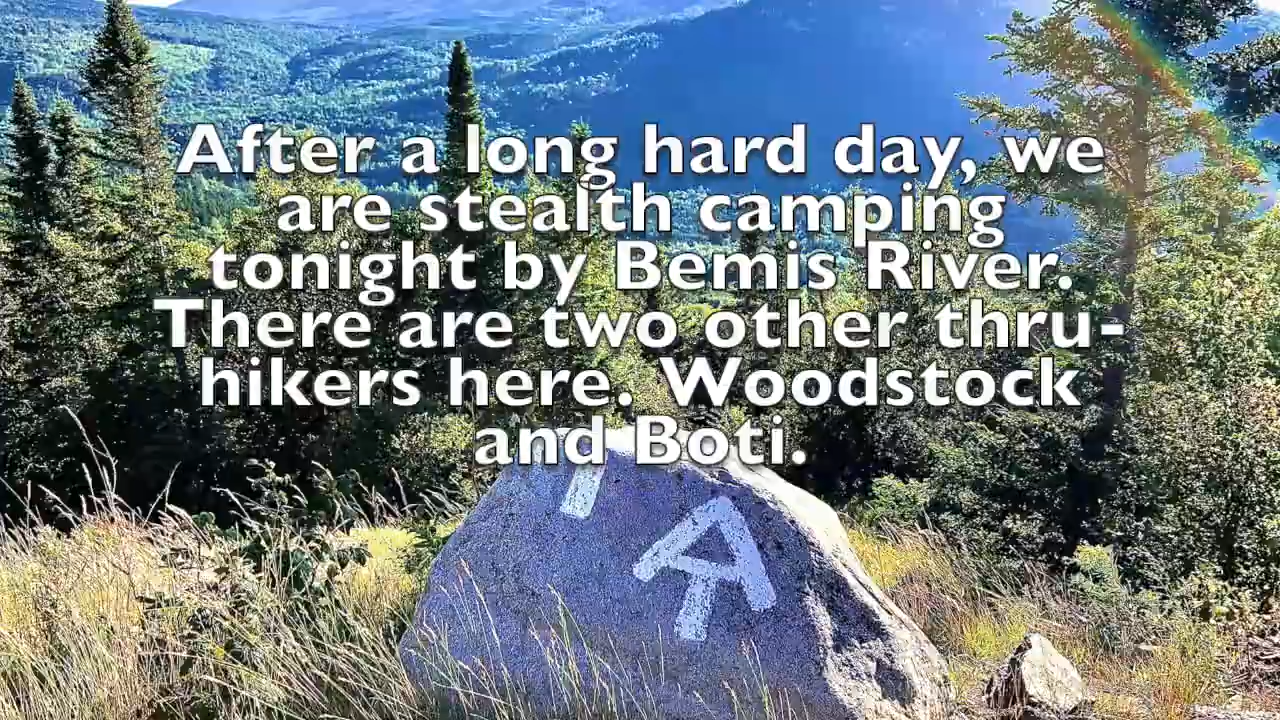 After a long hard day, we
are stealth camping
tonight by Bemis River.
There are two other thru-
hikers here. Woodstock
and Boti.
T
A